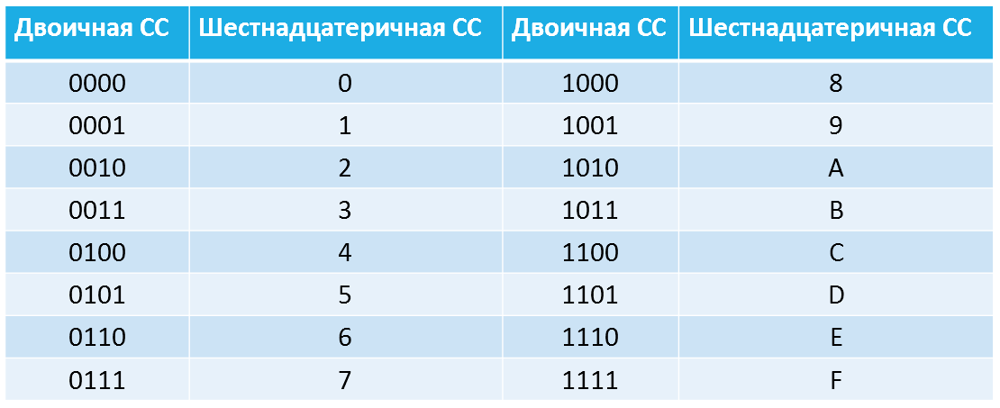 Двоичная СС Шестнадцатеричная СС Двоичная СС Шестнадцатеричная СС
0000 0 1000 8
0001 1 1001 9
0010 2 1010 A
0011 3 1011 B
0100 4 1100 C
0101 5 1101 D
0110 6 1110 E
0111 7 1111 F